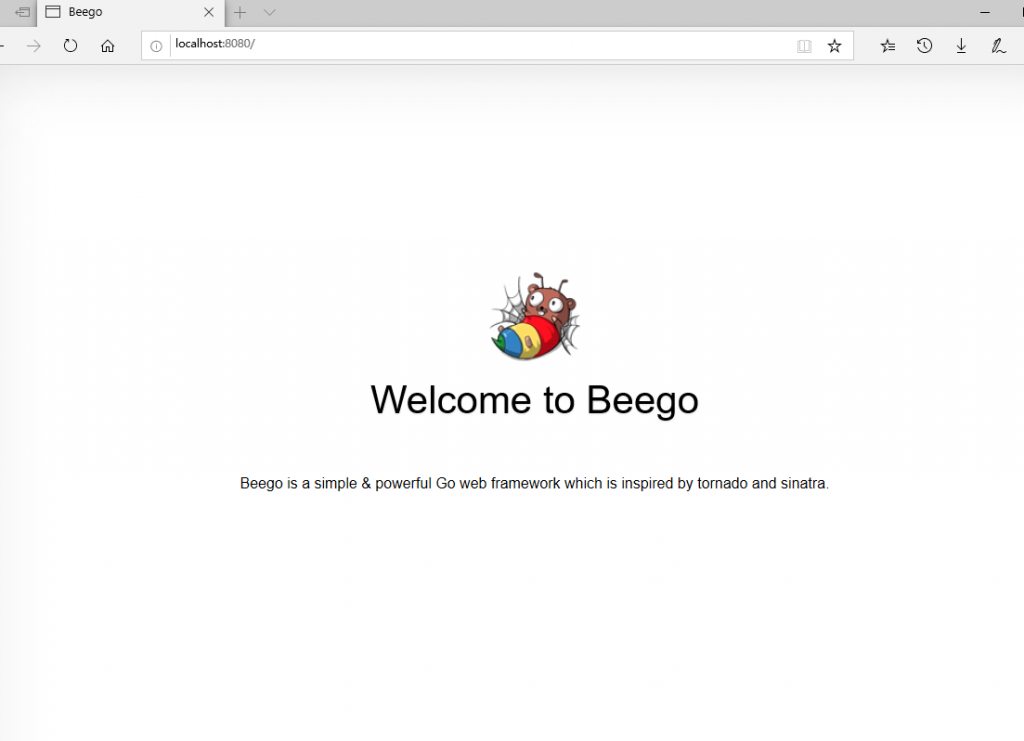 Beego
localhost:8080/
Welcome to Beego
Beego is a simple & powerful Go web framework which is inspired by tornado and sinatra.